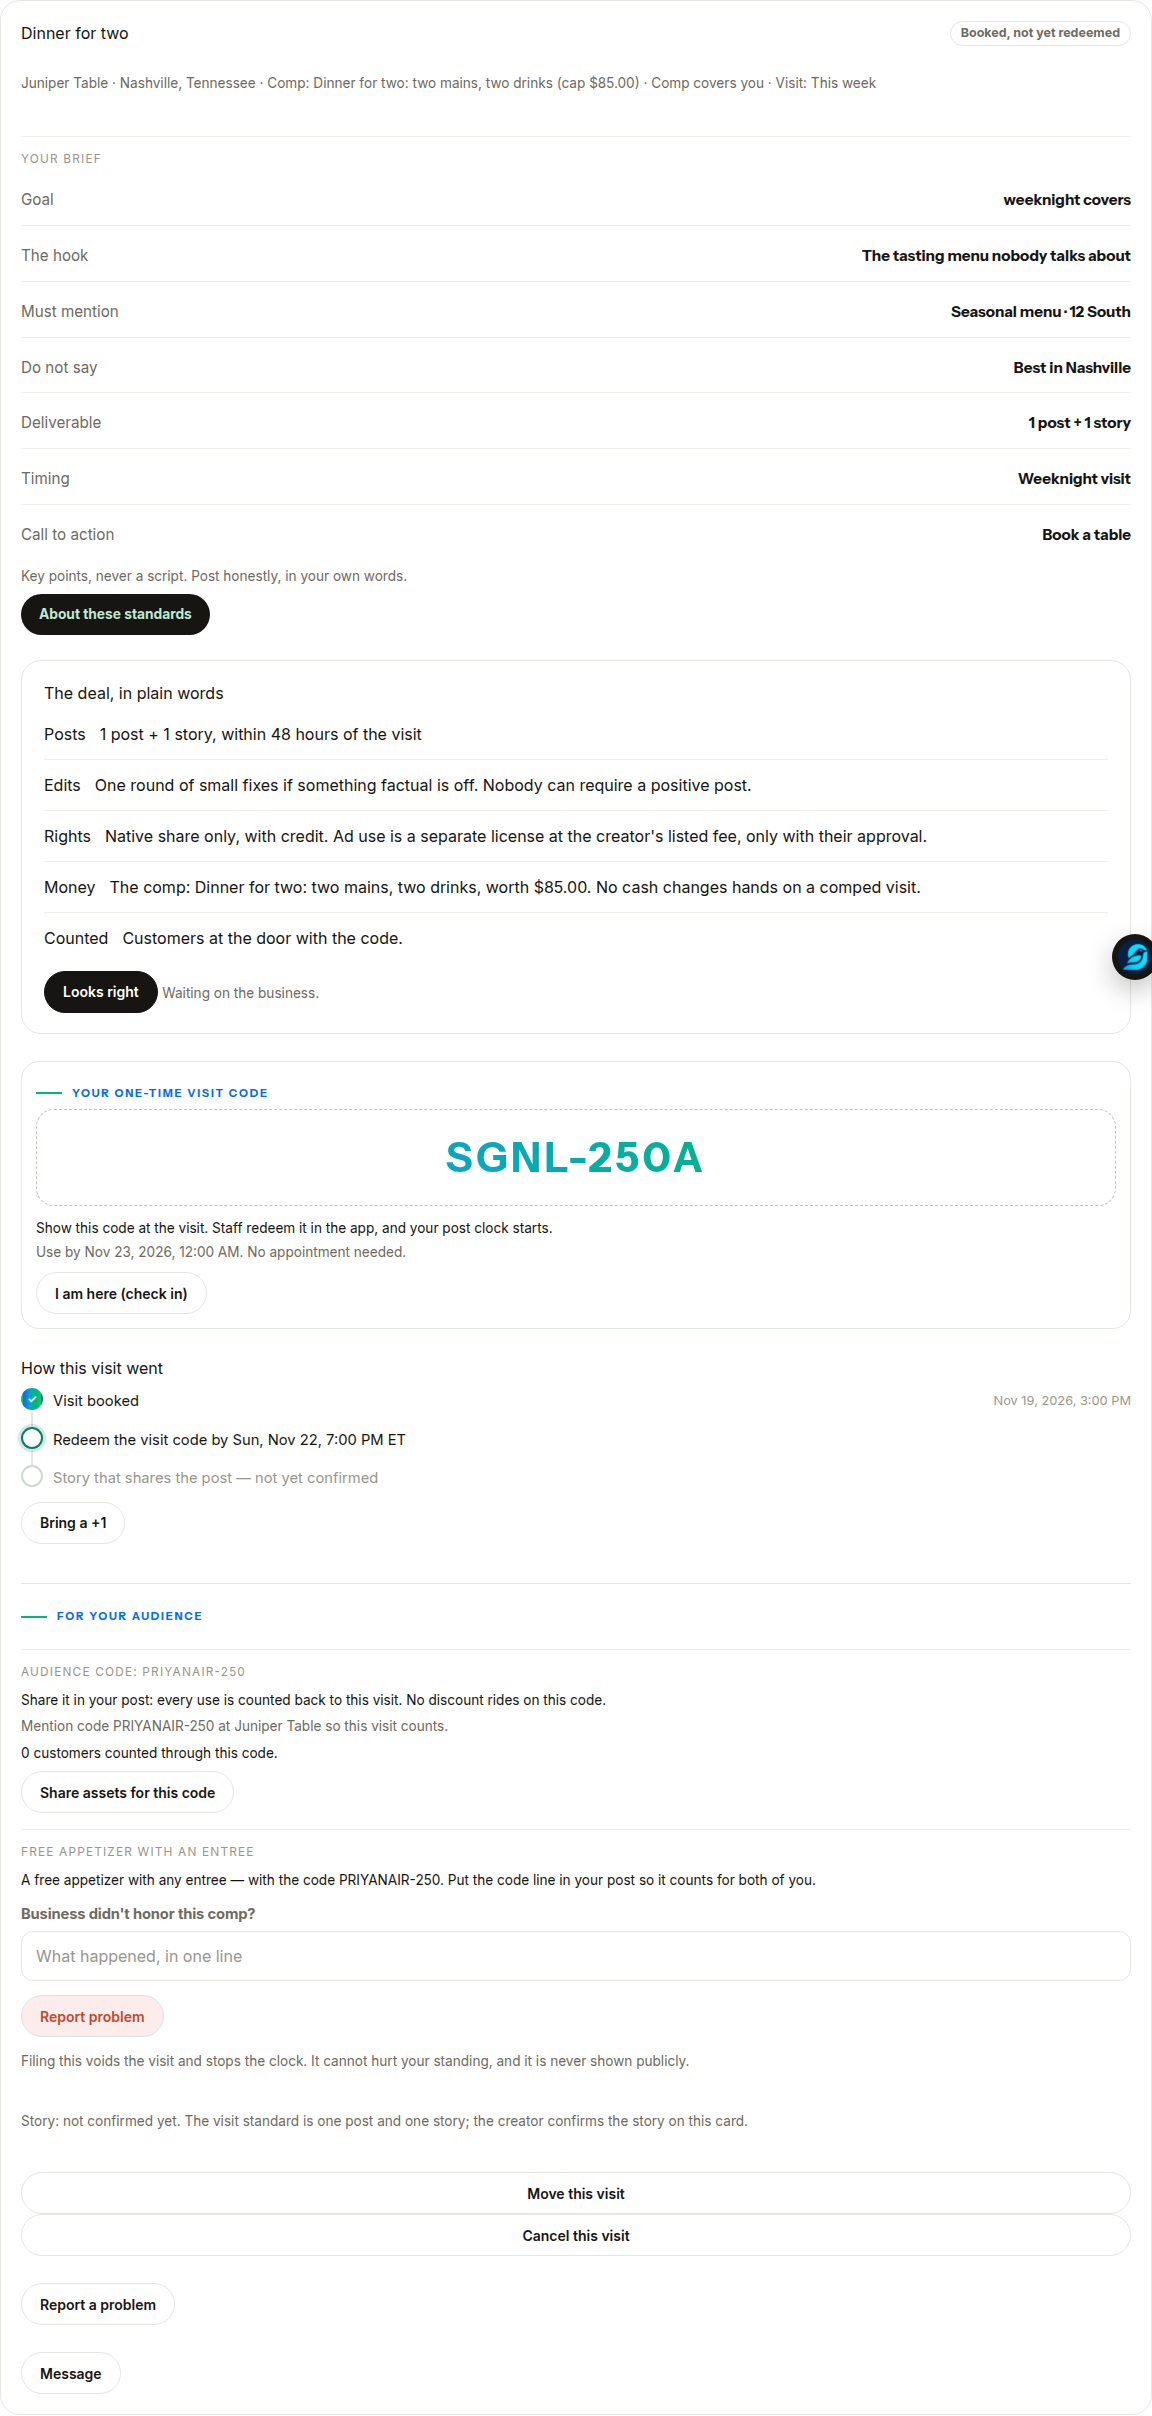 Dinner for two
Booked, not yet redeemed
Juniper Table · Nashville, Tennessee · Comp: Dinner for two: two mains, two drinks (cap $85.00) · Comp covers you · Visit: This week
YOUR BRIEF
Goal weeknight covers
The hook The tasting menu nobody talks about
Must mention Seasonal menu · 12 South
Do not say Best in Nashville
Deliverable 1 post + 1 story
Timing Weeknight visit
Call to action Book a table
Key points, never a script. Post honestly, in your own words.
About these standards
The deal, in plain words
Posts 1 post + 1 story, within 48 hours of the visit
Edits One round of small fixes if something factual is off. Nobody can require a positive post.
Rights Native share only, with credit. Ad use is a separate license at the creator's listed fee, only with their approval.
Money The comp: Dinner for two: two mains, two drinks, worth $85.00. No cash changes hands on a comped visit.
Counted Customers at the door with the code.
Looks right Waiting on the business.
YOUR ONE-TIME VISIT CODE
SGNL-250A
Show this code at the visit. Staff redeem it in the app, and your post clock starts.
Use by Nov 23, 2026, 12:00 AM. No appointment needed.
I am here (check in)
How this visit went
Visit booked Nov 19, 2026, 3:00 PM
Redeem the visit code by Sun, Nov 22, 7:00 PM ET
Story that shares the post — not yet confirmed
Bring a +1
FOR YOUR AUDIENCE
AUDIENCE CODE: PRIYANAIR-250
Share it in your post: every use is counted back to this visit. No discount rides on this code.
Mention code PRIYANAIR-250 at Juniper Table so this visit counts.
0 customers counted through this code.
Share assets for this code
FREE APPETIZER WITH AN ENTREE
A free appetizer with any entree — with the code PRIYANAIR-250. Put the code line in your post so it counts for both of you.
Business didn't honor this comp?
What happened, in one line
Report problem
Filing this voids the visit and stops the clock. It cannot hurt your standing, and it is never shown publicly.
Story: not confirmed yet. The visit standard is one post and one story; the creator confirms the story on this card.
Move this visit
Cancel this visit
Report a problem
Message